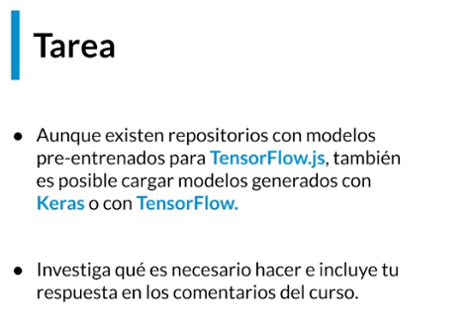 Tarea
● Aunque existen repositorios con modelos
pre-entrenados para TensorFlow.js, también
es posible cargar modelos generados con
Keras o con TensorFlow.
● Investiga qué es necesario hacer e incluye tu
respuesta en los comentarios del curso.